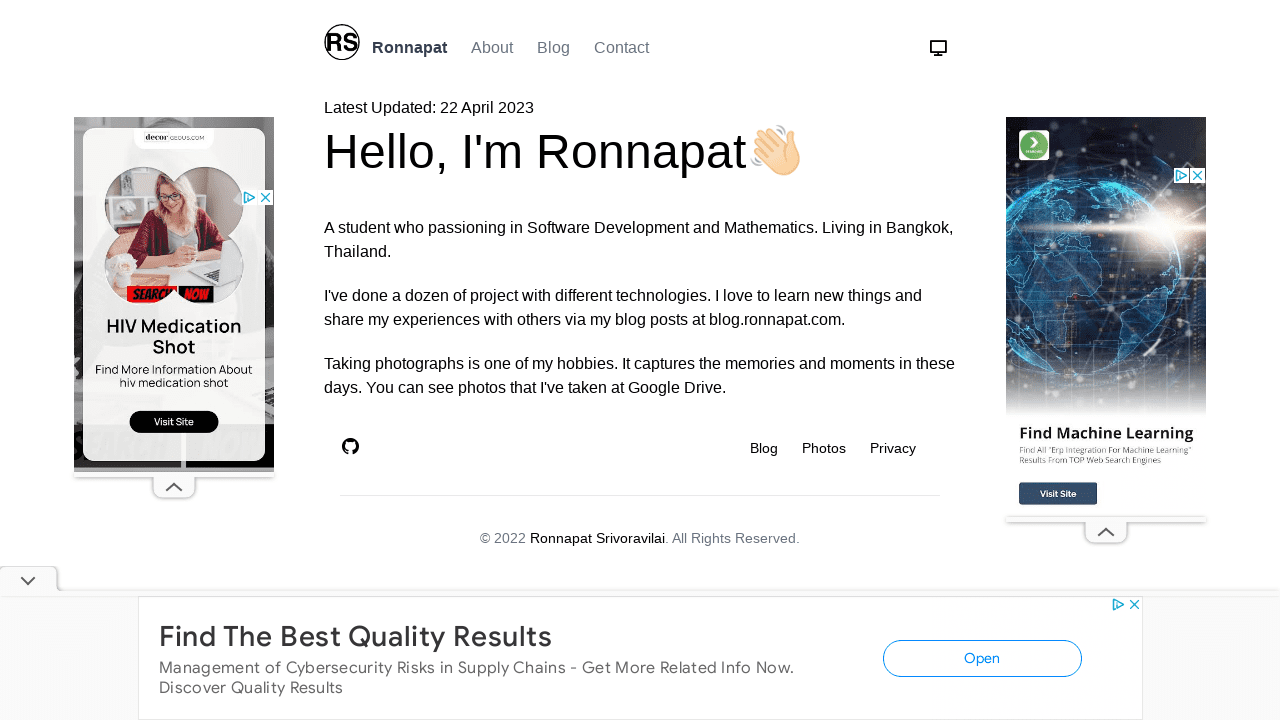 RS Ronnapat About Blog Contact
Latest Updated: 22 April 2023
Hello, I'm Ronnapat
A student who passioning in Software Development and Mathematics. Living in Bangkok,
Thailand.
I've done a dozen of project with different technologies. I love to learn new things and
share my experiences with others via my blog posts at blog.ronnapat.com.
Taking photographs is one of my hobbies. It captures the memories and moments in these
days. You can see photos that I've taken at Google Drive.
Blog Photos Privacy
© 2022 Ronnapat Srivoravilai. All Rights Reserved.
decorGEOUS.COM
SEARCH NOW
HIV Medication
Shot
Find More Information About
hiv medication shot
Visit Site
Find Machine Learning
Find All "Erp Integration For Machine Learning"
Results From TOP Web Search Engines
Visit Site
Find The Best Quality Results
Management of Cybersecurity Risks in Supply Chains - Get More Related Info Now.
Discover Quality Results
Open